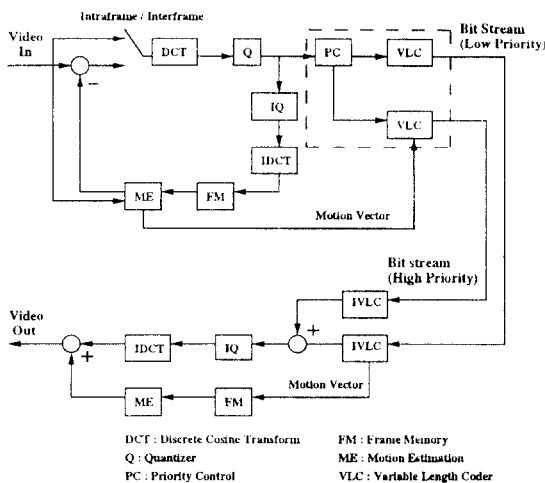 Intraframe / Interframe
Video
In
DCT
Q
PC
VLC
Bit Stream
(Low Priority)
−
IQ
VLC
IDCT
ME
FM
Motion Vector
Bit stream
(High Priority)
IVLC
Video
Out
+
IDCT
IQ
IVLC
+
Motion Vector
ME
FM
DCT : Discrete Cosine Transform
FM : Frame Memory
Q : Quantizer
ME : Motion Estimation
PC : Priority Control
VLC : Variable Length Coder